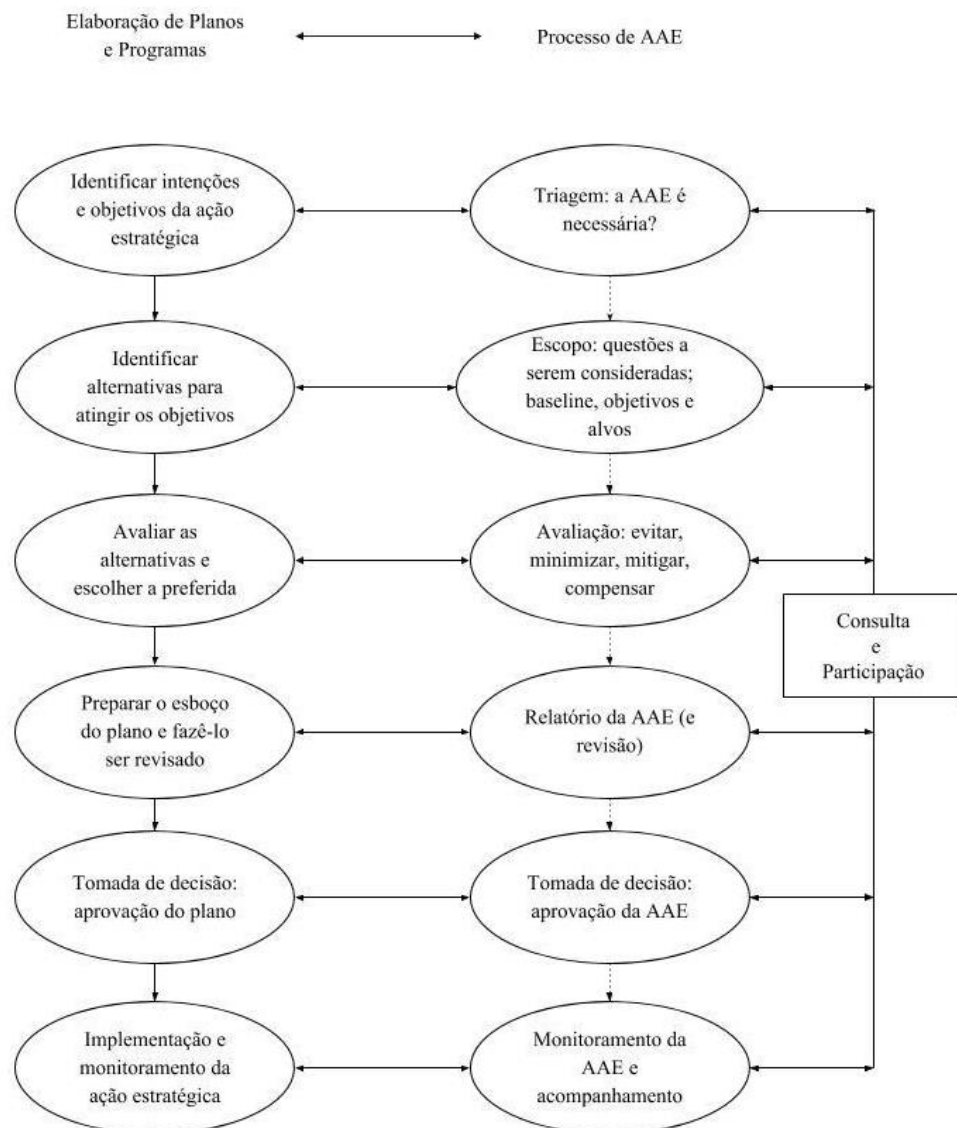 Elaboração de Planos
e Programas
Processo de AAE
Identificar intenções
e objetivos da ação
estratégica
Triagem: a AAE é
necessária?
Identificar
alternativas para
atingir os objetivos
Escopo: questões a
serem consideradas;
baseline, objetivos e
alvos
Avaliar as
alternativas e
escolher a preferida
Avaliação: evitar,
minimizar, mitigar,
compensar
Consulta
e
Participação
Preparar o esboço
do plano e fazê-lo
ser revisado
Relatório da AAE (e
revisão)
Tomada de decisão:
aprovação do plano
Tomada de decisão:
aprovação da AAE
Implementação e
monitoramento da
ação estratégica
Monitoramento da
AAE e
acompanhamento